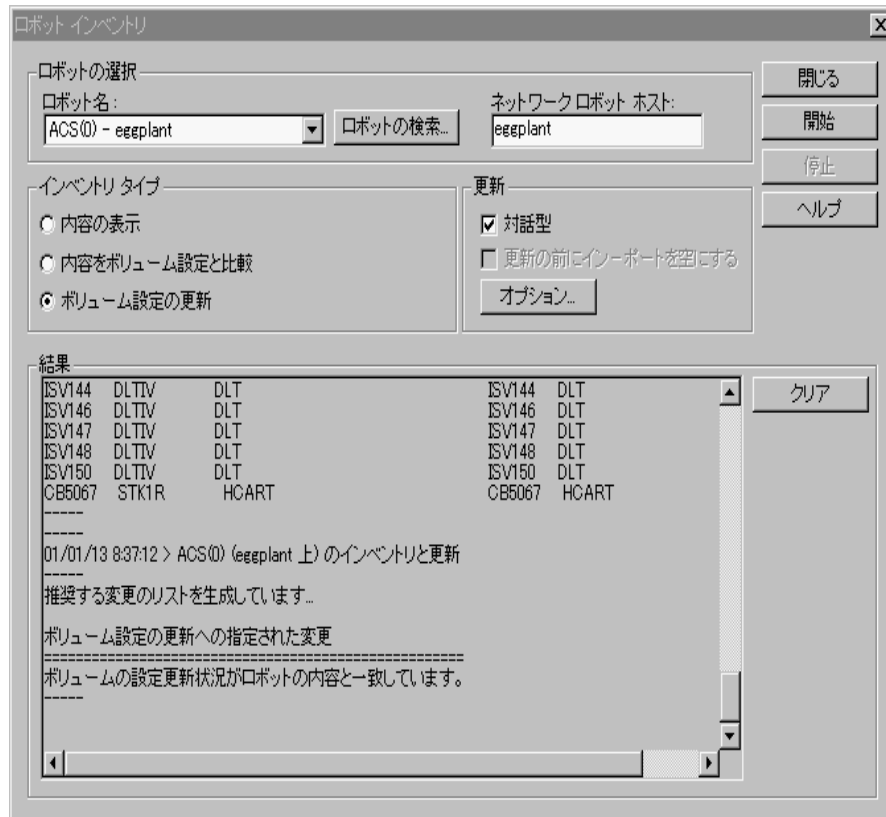 ロボット インベントリ
ロボットの選択
ロボット名:
ACS(0) - eggplant
ロボットの検索...
ネットワーク ロボット ホスト:
eggplant
閉じる
開始
停止
ヘルプ
インベントリ タイプ
内容の表示
内容をボリューム設定と比較
ボリューム設定の更新
更新
対話型
更新の前にインーポートを空にする
オプション...
結果
ISV144 DLTIV DLT ISV144 DLT
ISV146 DLTIV DLT ISV146 DLT
ISV147 DLTIV DLT ISV147 DLT
ISV148 DLTIV DLT ISV148 DLT
ISV150 DLTIV DLT ISV150 DLT
CB5067 STK1R HCART CB5067 HCART
-----
-----
01/01/13 8:37:12 > ACS(0) (eggplant 上) のインベントリと更新
-----
推奨する変更のリストを生成しています...
ボリューム設定の更新への指定された変更
=====================================================
ボリュームの設定更新状況がロボットの内容と一致しています。
-----
クリア